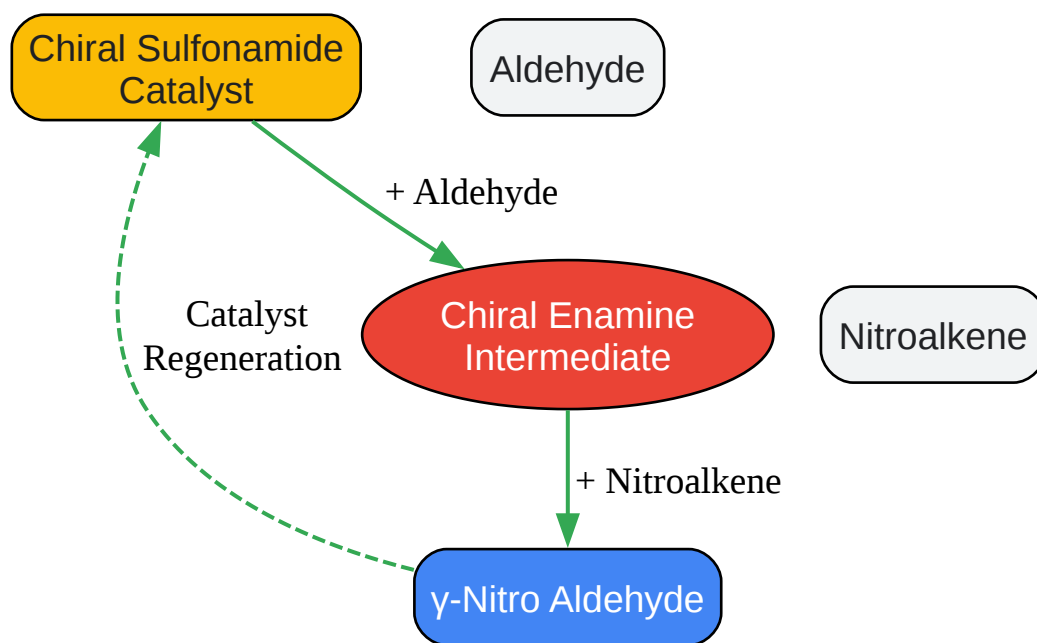 Chiral Sulfonamide
Catalyst
Aldehyde
+ Aldehyde
Catalyst
Regeneration
Chiral Enamine
Intermediate
Nitroalkene
+ Nitroalkene
γ-Nitro Aldehyde